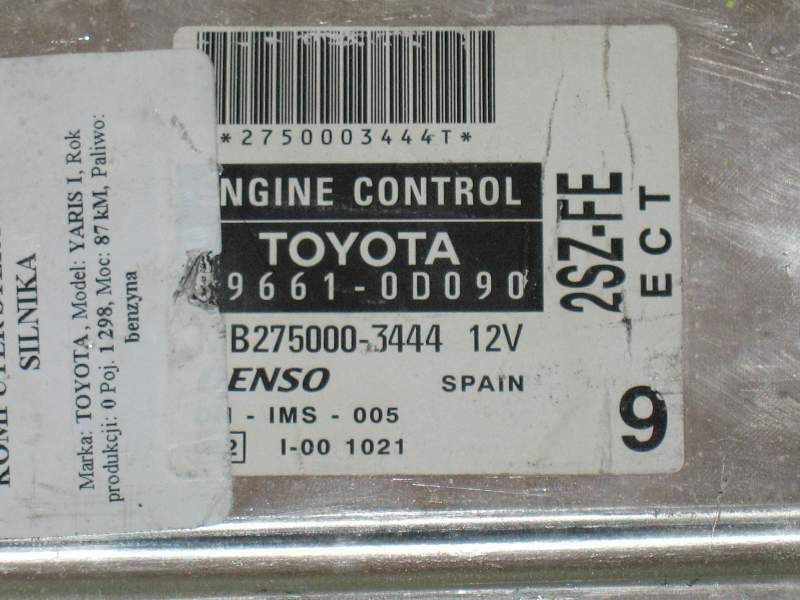 *2750003444T*
NGINE CONTROL
TOYOTA
9661-0D090
B275000-3444 12V
ENSO SPAIN
- IMS - 005
2 I-00 1021
2SZ-FE
ECT
9
SILNIKA
Marka: TOYOTA, Model: YARIS I, Rok
produkcji: 0 Poj. 1 298, Moc: 87 kM, Paliwo:
benzyna